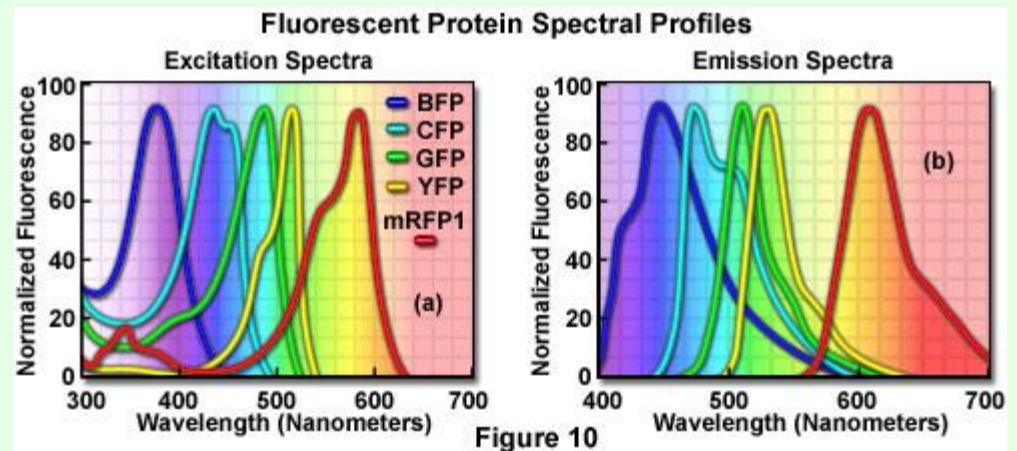 Fluorescent Protein Spectral Profiles
Excitation Spectra
Normalized Fluorescence
100
80
60
40
20
0
BFP
CFP
GFP
YFP
mRFP1
(a)
300 400 500 600 700
Wavelength (Nanometers)
Emission Spectra
Normalized Fluorescence
100
80
60
40
20
0
(b)
400 500 600 700
Wavelength (Nanometers)
Figure 10